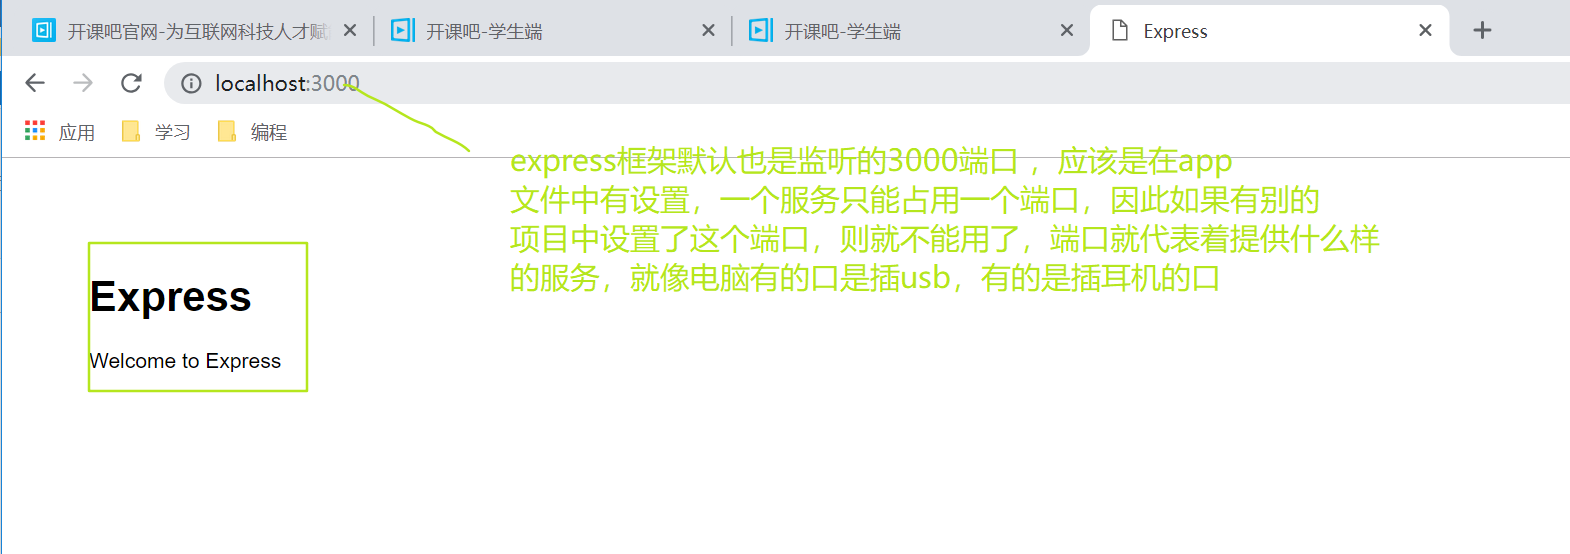 开课吧官网-为互联网科技人才赋
开课吧-学生端
开课吧-学生端
Express
localhost:3000
应用
学习
编程
express框架默认也是监听的3000端口 ，应该是在app
文件中有设置，一个服务只能占用一个端口，因此如果有别的
项目中设置了这个端口，则就不能用了，端口就代表着提供什么样
的服务，就像电脑有的口是插usb，有的是插耳机的口
Express
Welcome to Express